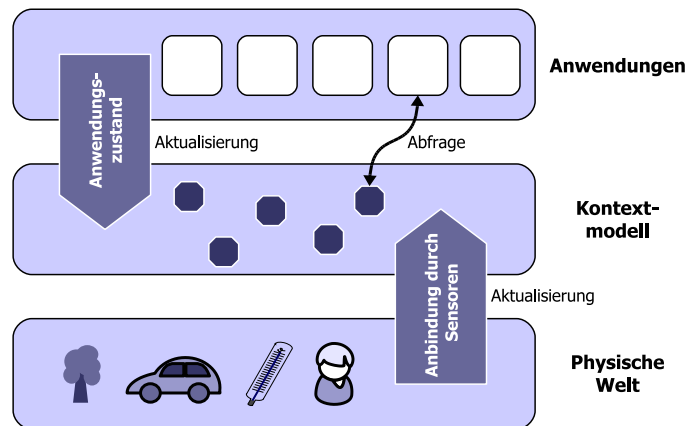 Anwendungen
Anwendungs-
zustand
Aktualisierung
Abfrage
Kontext-
modell
Anbindung durch
Sensoren
Aktualisierung
Physische
Welt